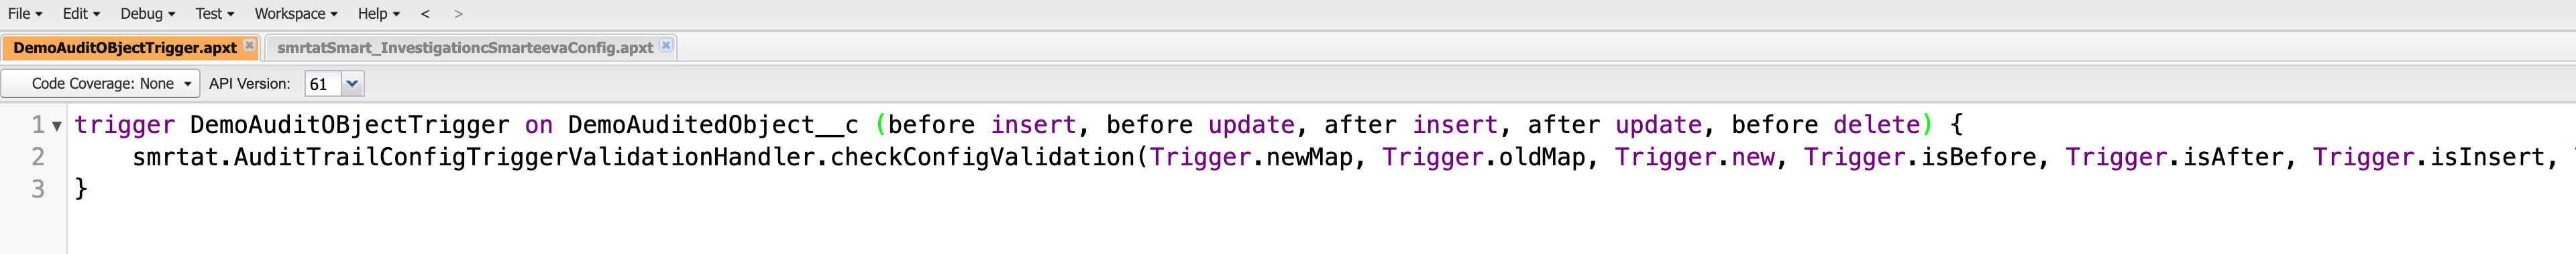 File Edit Debug Test Workspace Help < >
DemoAuditOBjectTrigger.apxt smrtatSmart_InvestigationcSmarteevaConfig.apxt
Code Coverage: None API Version: 61
1 trigger DemoAuditOBjectTrigger on DemoAuditedObject__c (before insert, before update, after insert, after update, before delete) {
2 smrtat.AuditTrailConfigTriggerValidationHandler.checkConfigValidation(Trigger.newMap, Trigger.oldMap, Trigger.new, Trigger.isBefore, Trigger.isAfter, Trigger.isInsert,
3 }